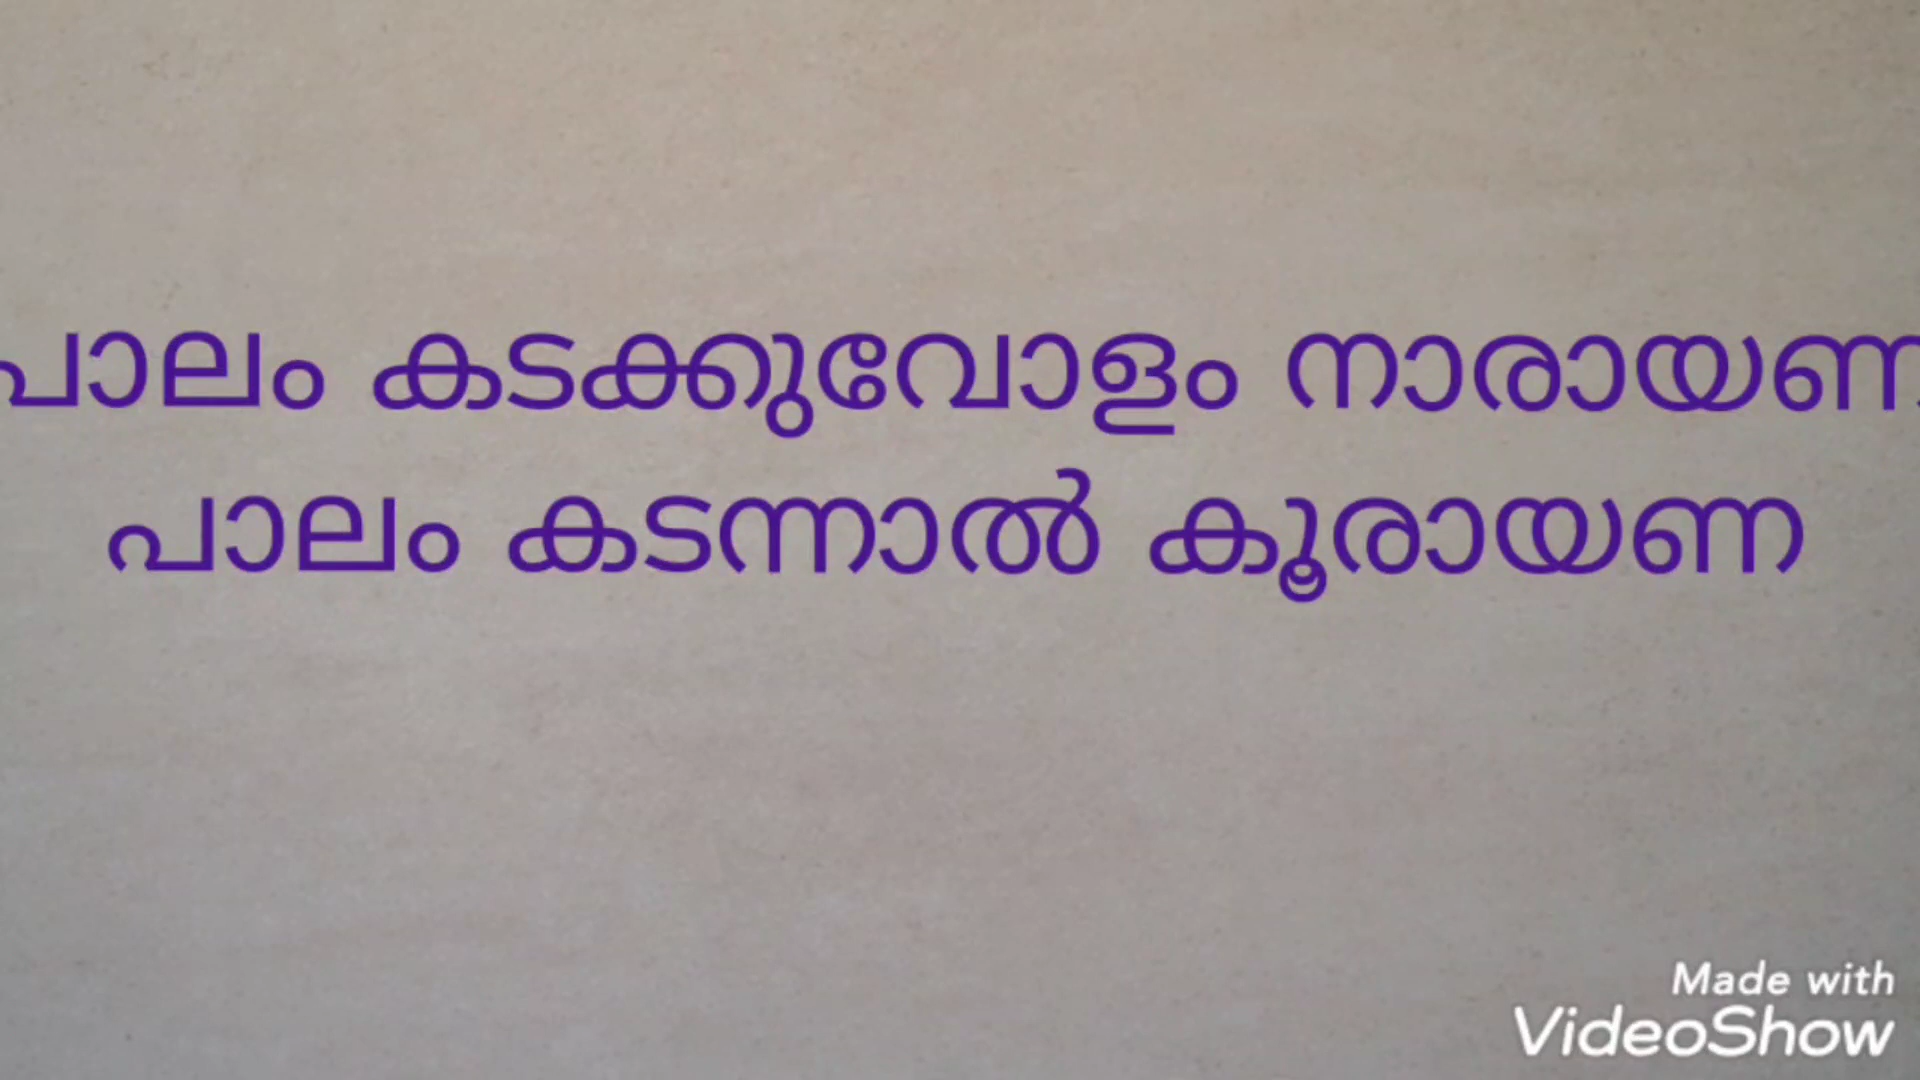 പാലം കടക്കുവോളം നാരായണ
പാലം കടന്നാൽ കൂരായണ
Made with
VideoShow